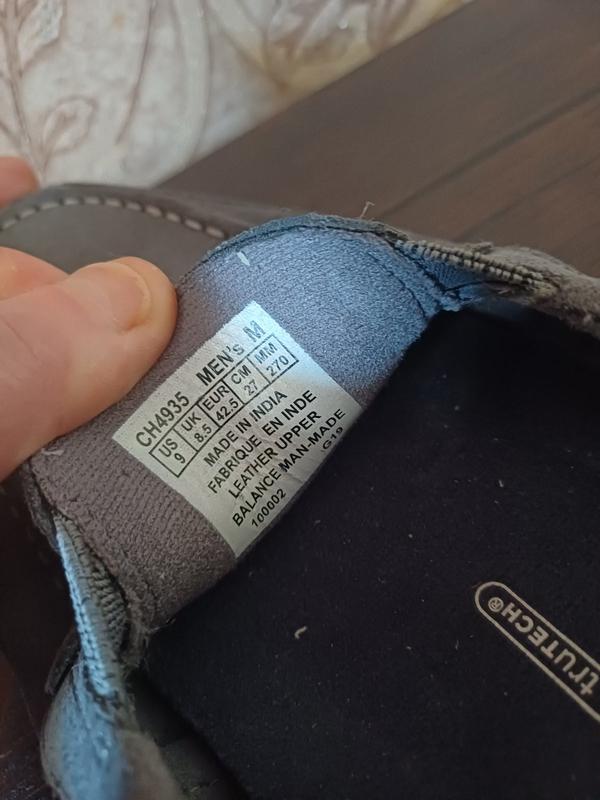 CH4935 MEN's M
US UK EUR CM MM
9 8.5 42.5 27 270
MADE IN INDIA
FABRIQUE EN INDE
LEATHER UPPER
BALANCE MAN-MADE
100002 G19
trUTECH®